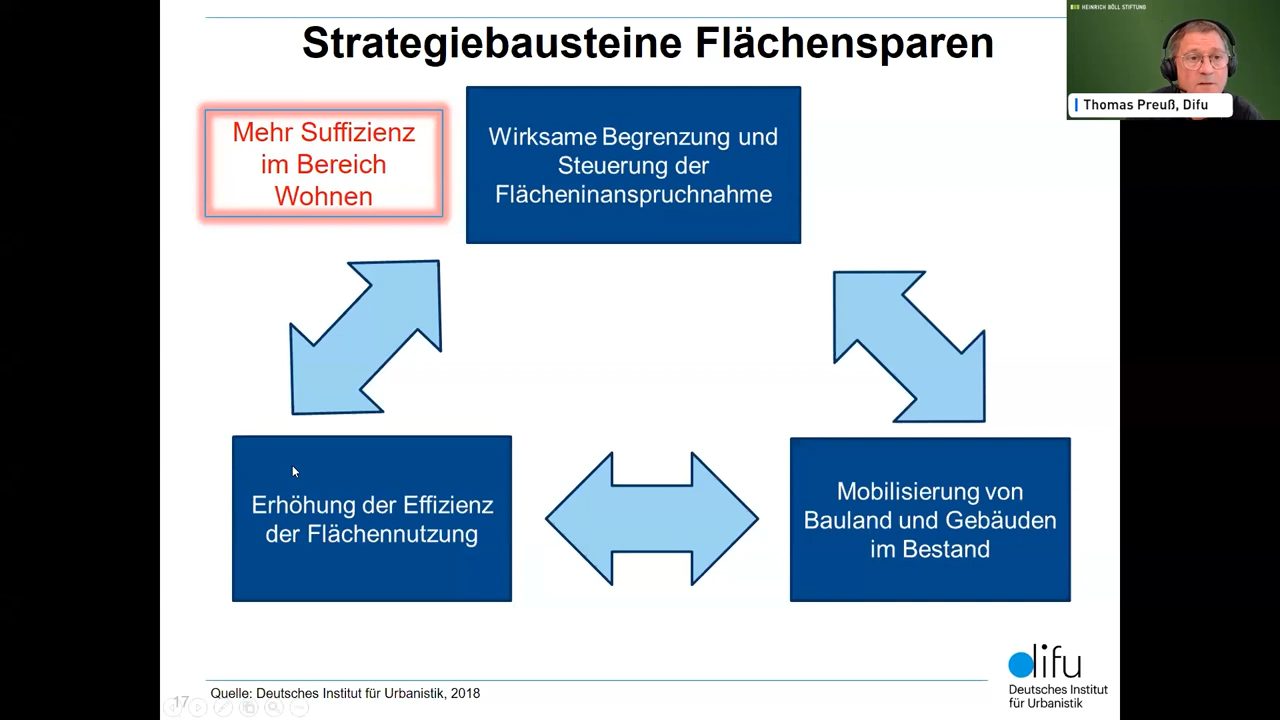 Strategiebausteine Flächensparen
HEINRICH BÖLL STIFTUNG
Thomas Preuß, Difu
Mehr Suffizienz
im Bereich
Wohnen
Wirksame Begrenzung und
Steuerung der
Flächeninanspruchnahme
Erhöhung der Effizienz
der Flächennutzung
Mobilisierung von
Bauland und Gebäuden
im Bestand
difu
Deutsches Institut
für Urbanistik
17
Quelle: Deutsches Institut für Urbanistik, 2018